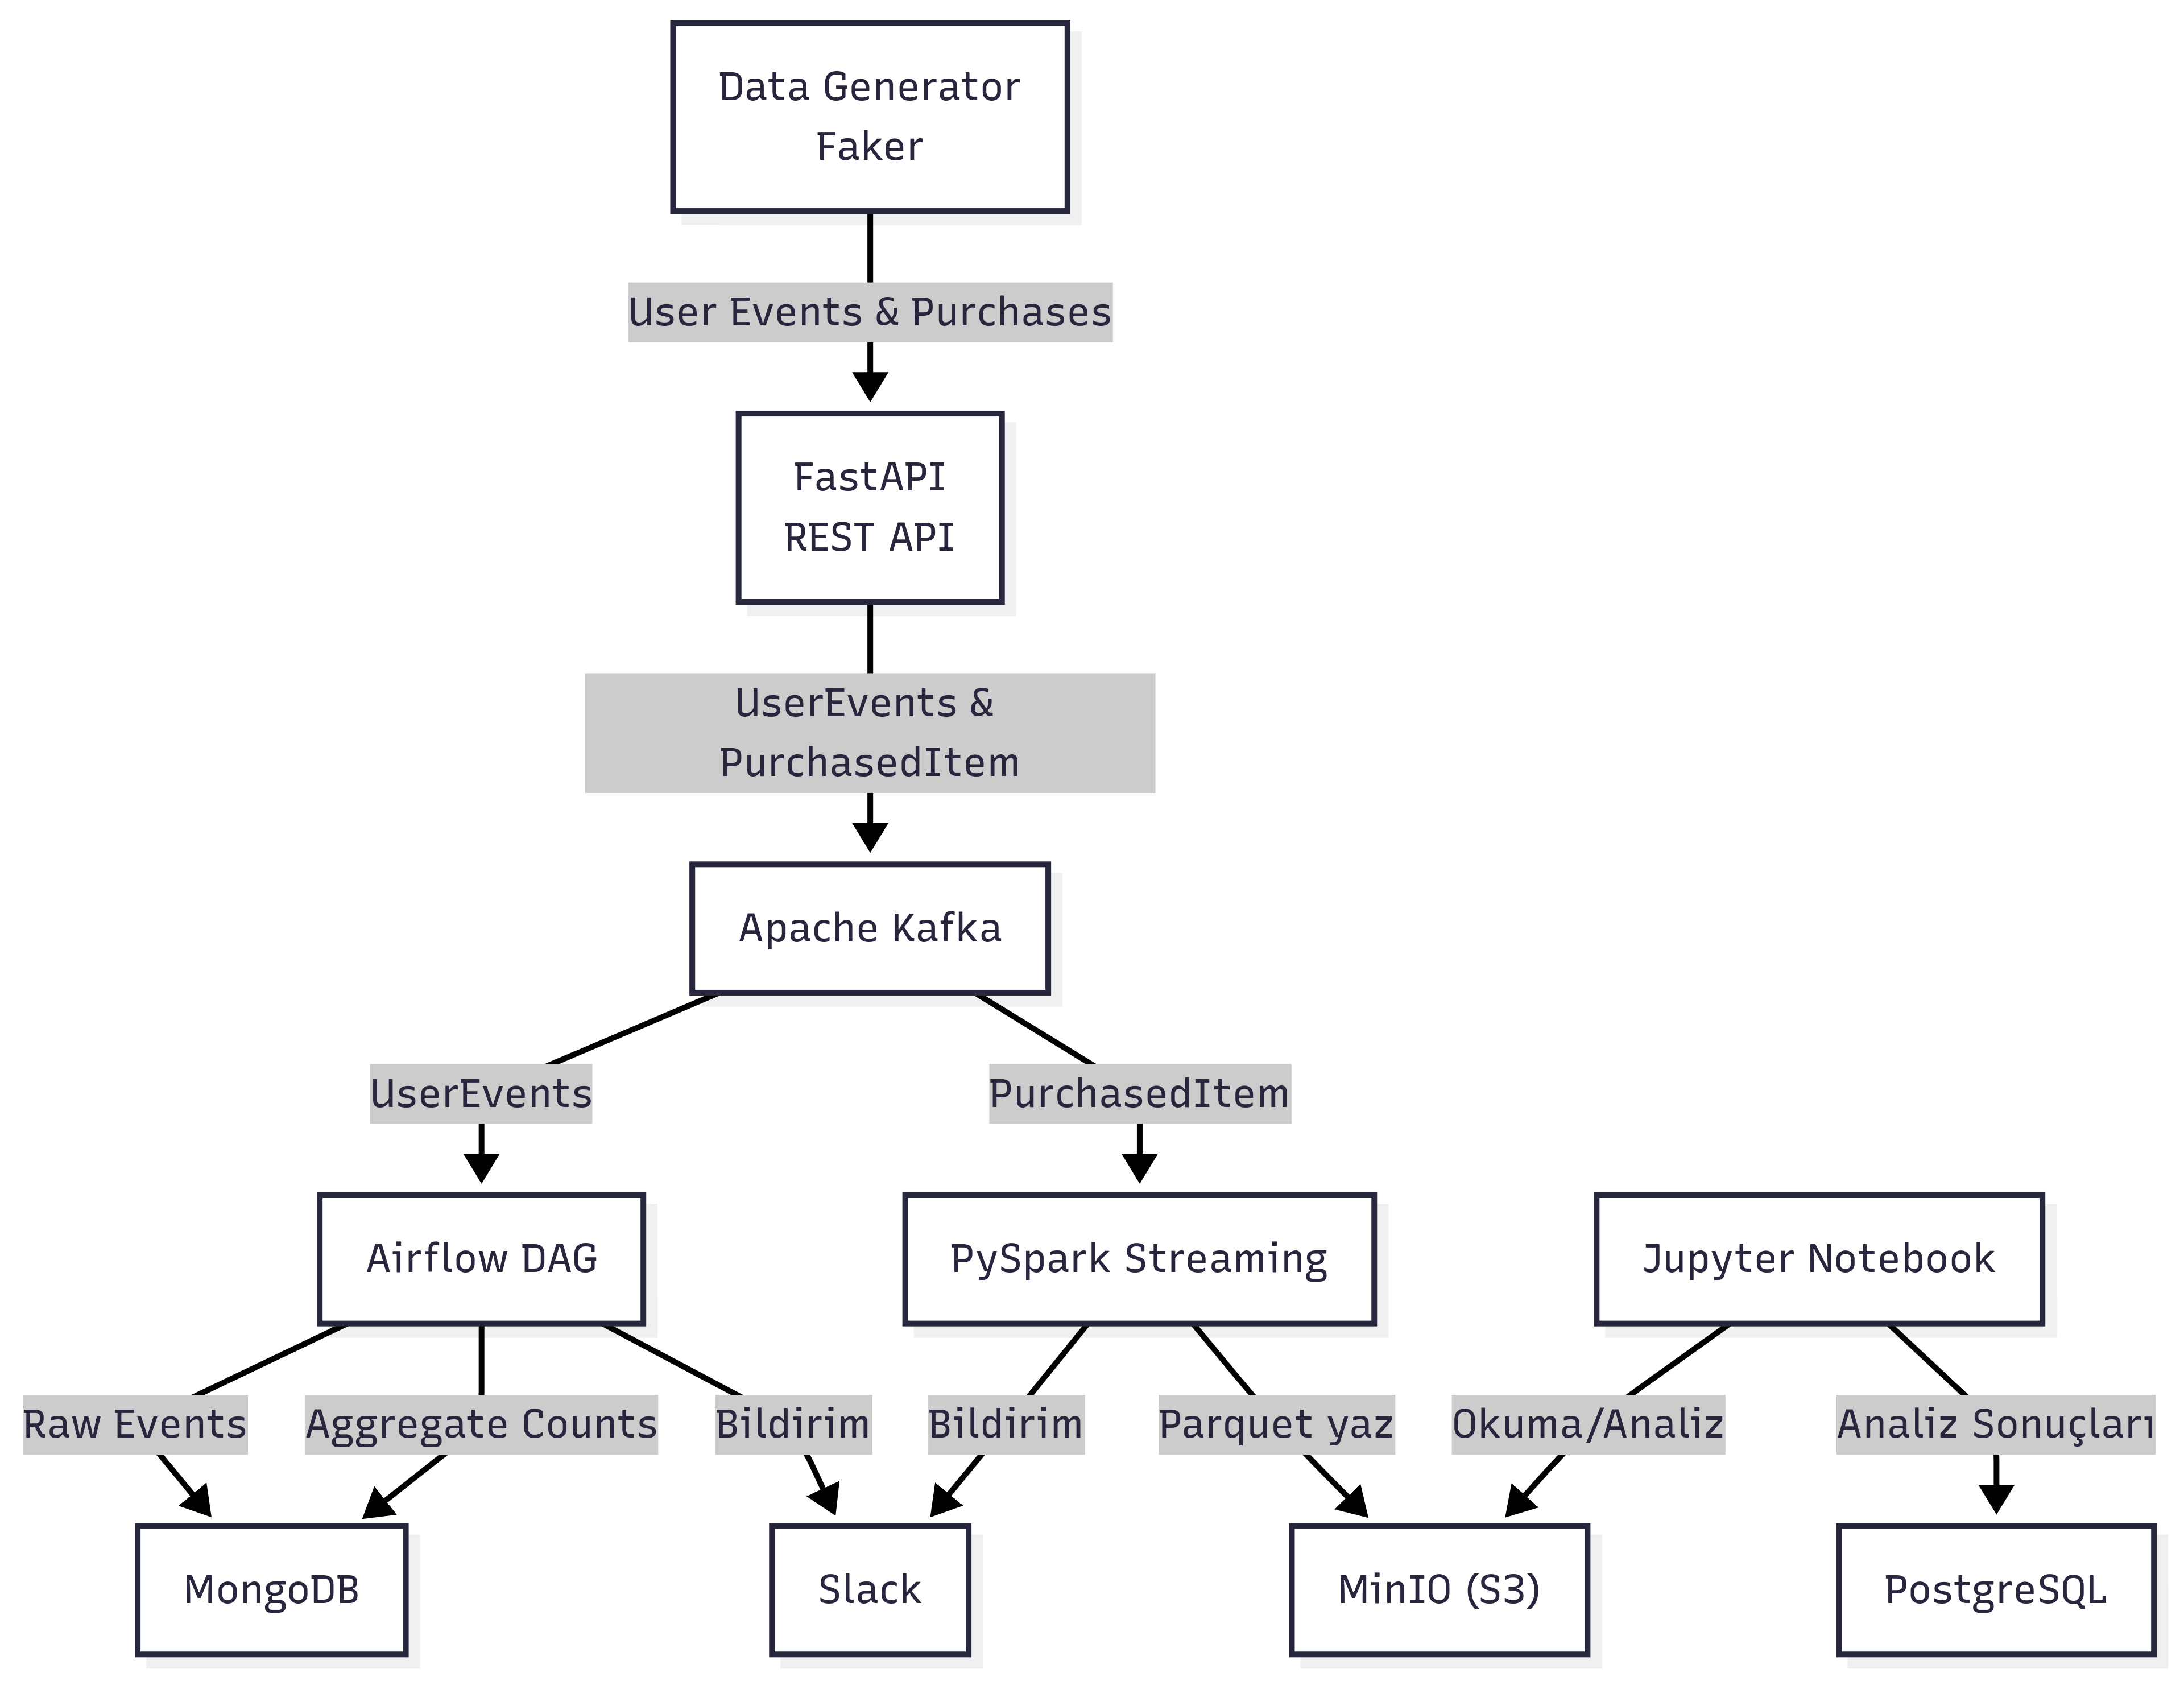 Data Generator
Faker
User Events & Purchases
FastAPI
REST API
UserEvents &
PurchasedItem
Apache Kafka
UserEvents
PurchasedItem
Airflow DAG
PySpark Streaming
Jupyter Notebook
Raw Events
Aggregate Counts
Bildirim
Bildirim
Parquet yaz
Okuma/Analiz
Analiz Sonuçları
MongoDB
Slack
MinIO (S3)
PostgreSQL